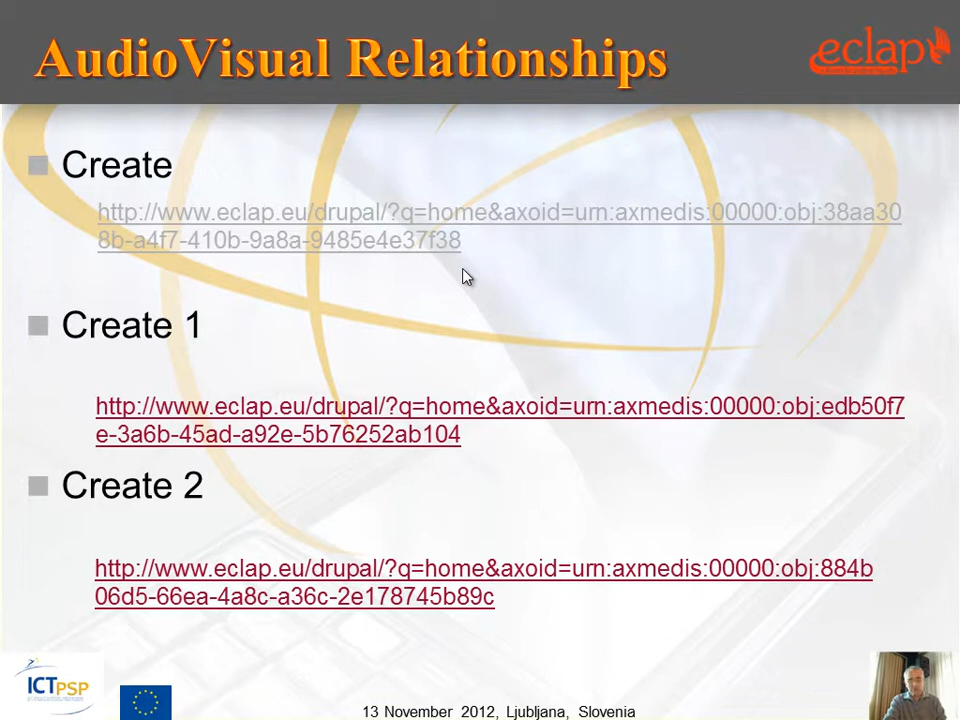 AudioVisual Relationships
eclap
Create
http://www.eclap.eu/drupal/?q=home&axoid=urn:axmedis:00000:obj:38aa30
8b-a4f7-410b-9a8a-9485e4e37f38
Create 1
http://www.eclap.eu/drupal/?q=home&axoid=urn:axmedis:00000:obj:edb50f7
e-3a6b-45ad-a92e-5b76252ab104
Create 2
http://www.eclap.eu/drupal/?q=home&axoid=urn:axmedis:00000:obj:884b
06d5-66ea-4a8c-a36c-2e178745b89c
ICT PSP
13 November 2012, Ljubljana, Slovenia